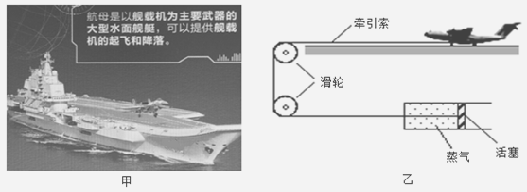 航母是以舰载机为主要武器的
大型水面舰艇，可以提供舰载
机的起飞和降落。
甲
牵引索
滑轮
蒸气
活塞
乙